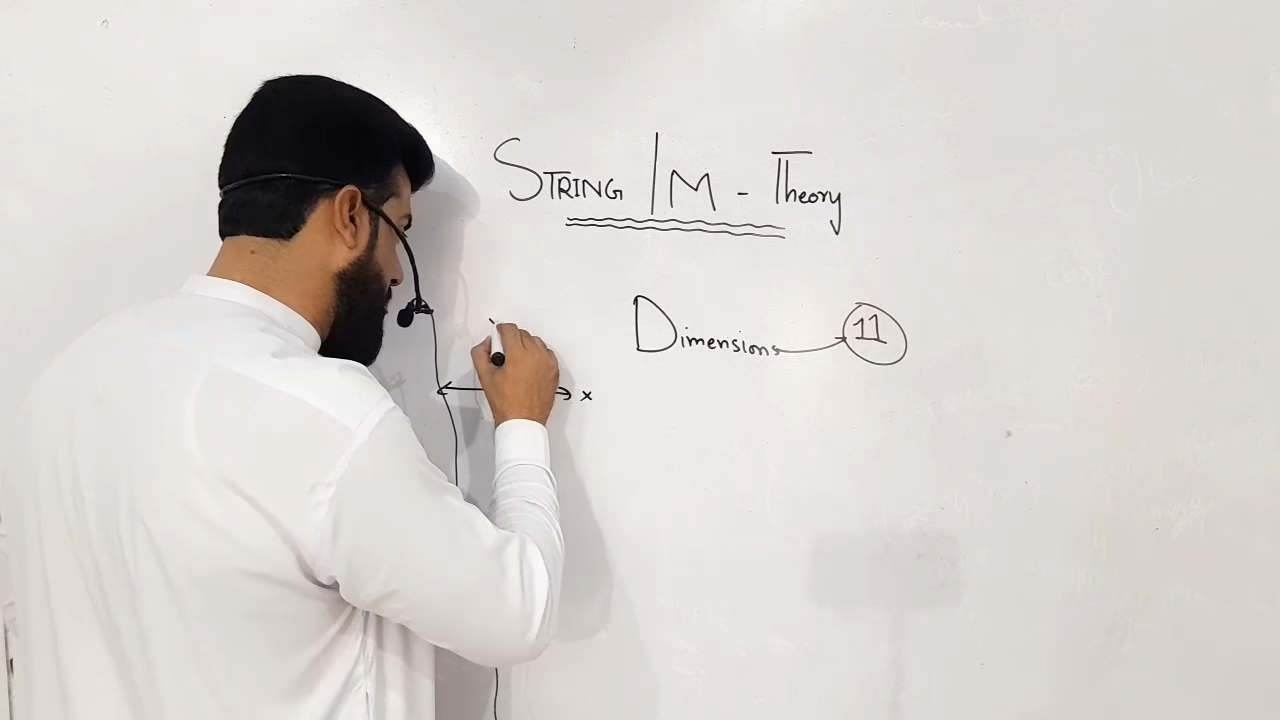 STRING / M - Theory
Dimensions 11
x